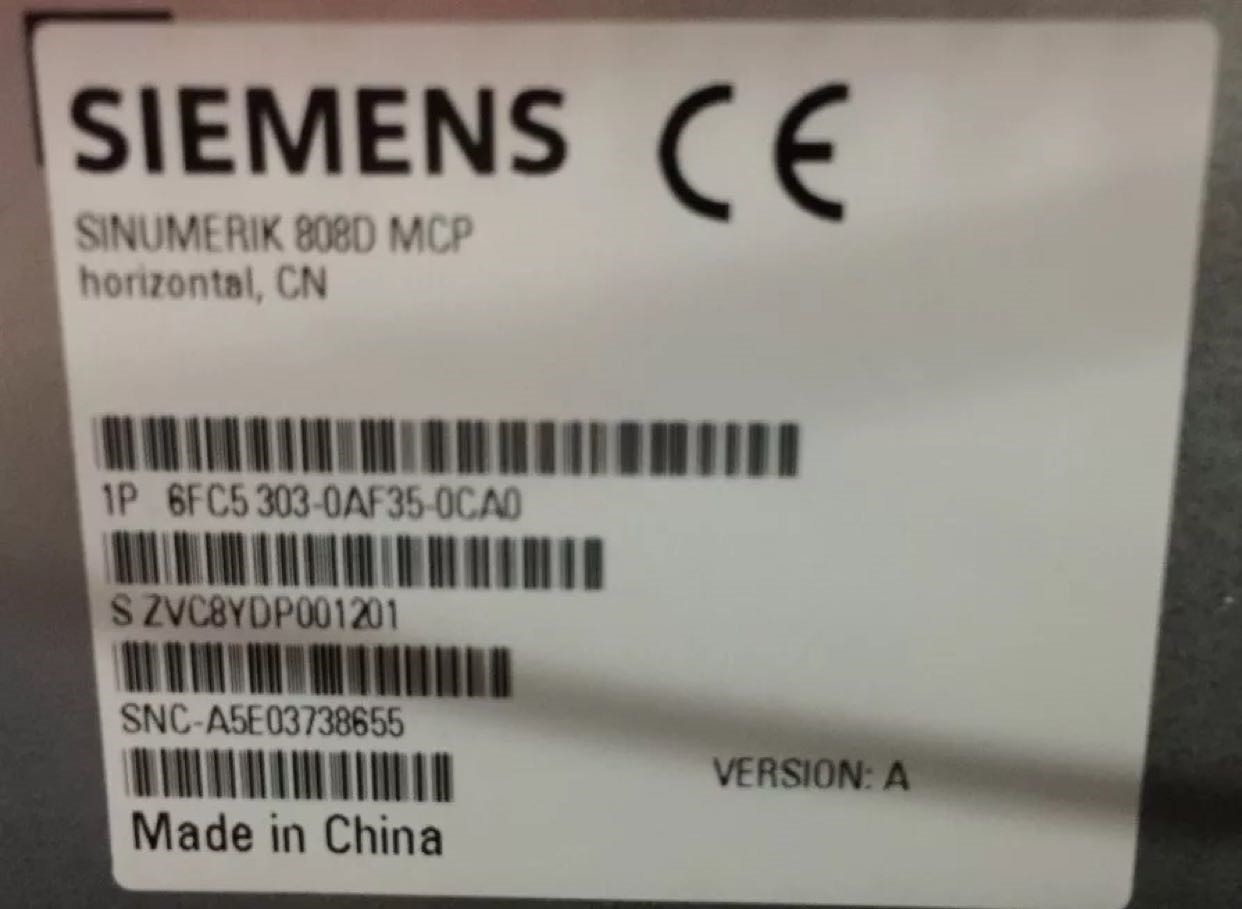 SIEMENS CE
SINUMERIK 808D MCP
horizontal, CN
1P 6FC5 303-0AF35-0CA0
S ZVC8YDP001201
SNC-A5E03738655
VERSION: A
Made in China